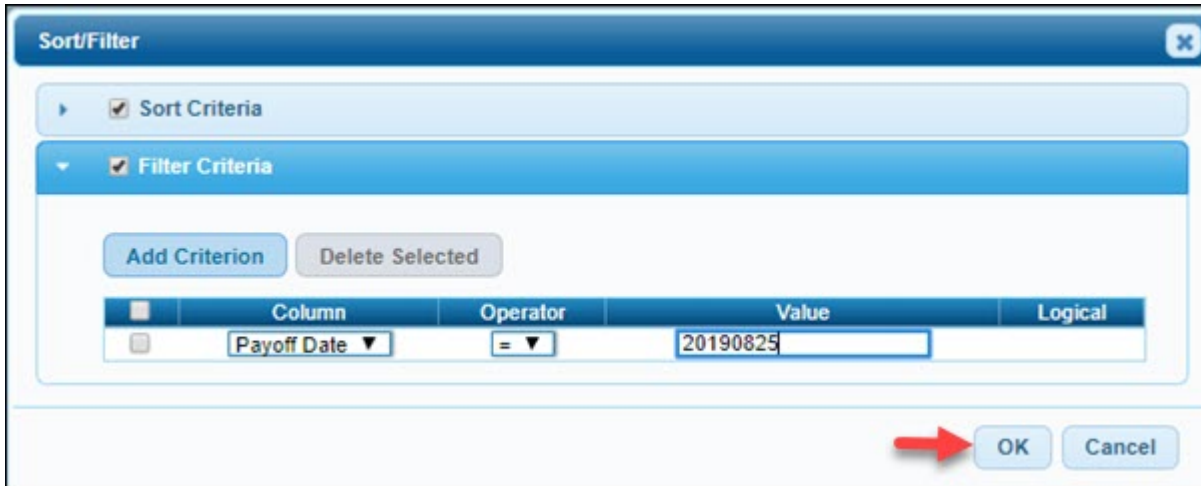 Sort/Filter
Sort Criteria
Filter Criteria
Add Criterion Delete Selected
Column Operator Value Logical
Payoff Date = 20190825
OK Cancel